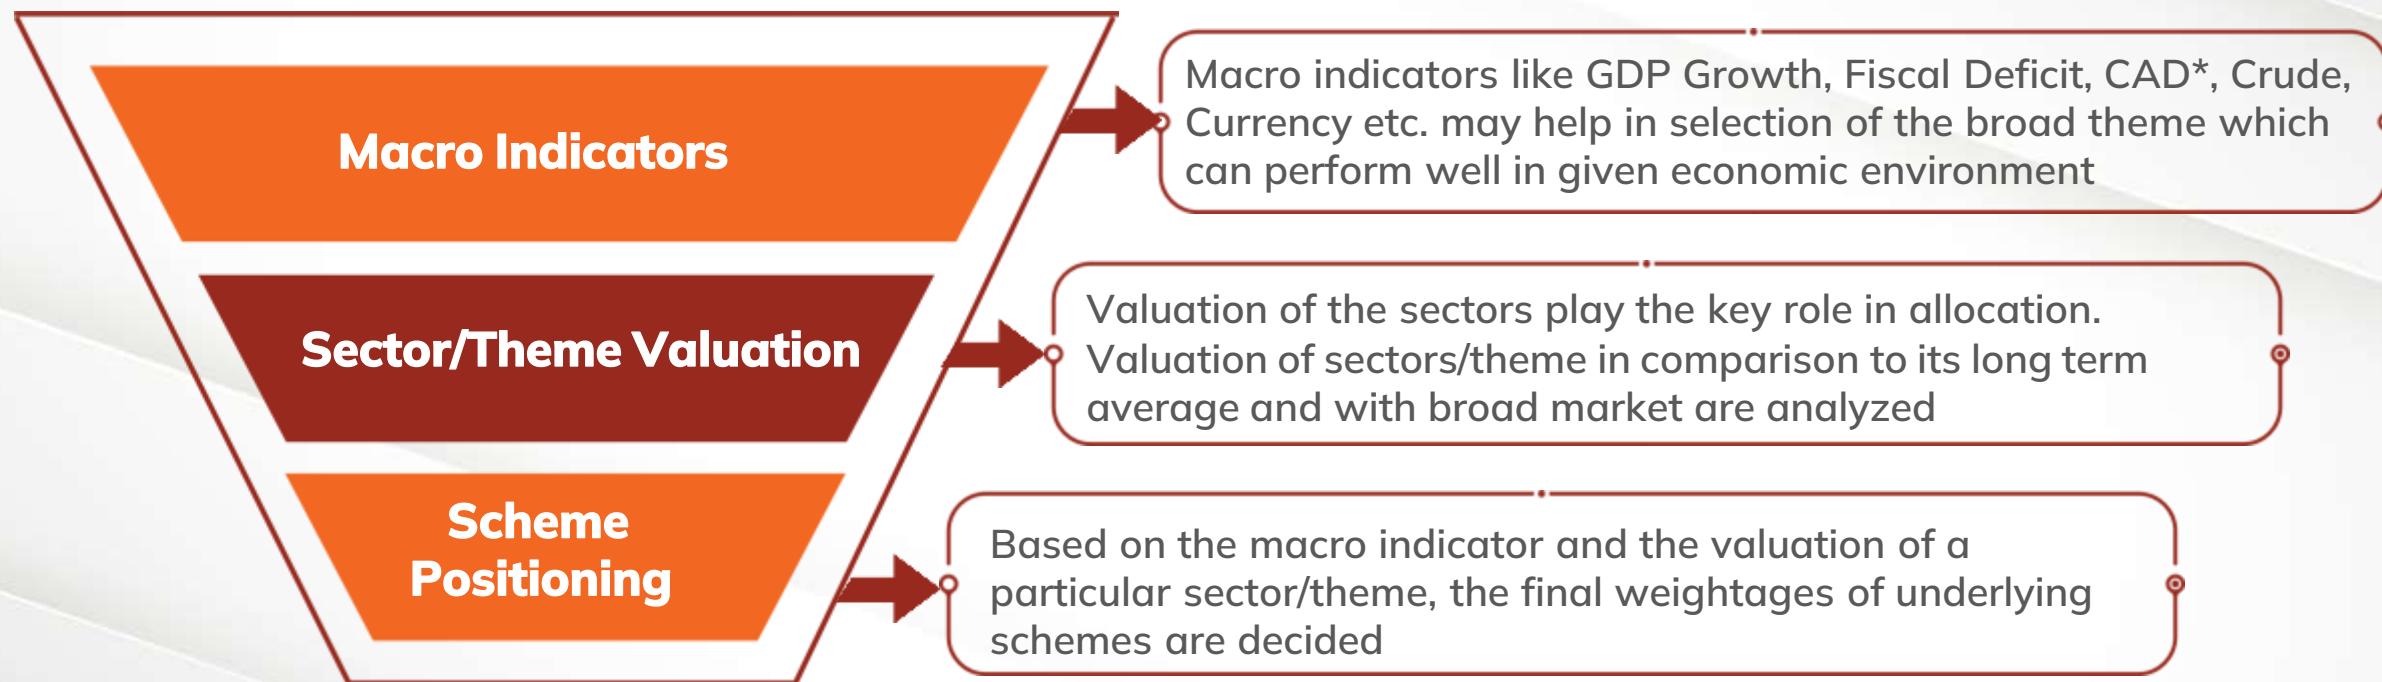 Macro Indicators
Macro indicators like GDP Growth, Fiscal Deficit, CAD*, Crude,
Currency etc. may help in selection of the broad theme which
can perform well in given economic environment
Sector/Theme Valuation
Valuation of the sectors play the key role in allocation.
Valuation of sectors/theme in comparison to its long term
average and with broad market are analyzed
Scheme
Positioning
Based on the macro indicator and the valuation of a
particular sector/theme, the final weightages of underlying
schemes are decided